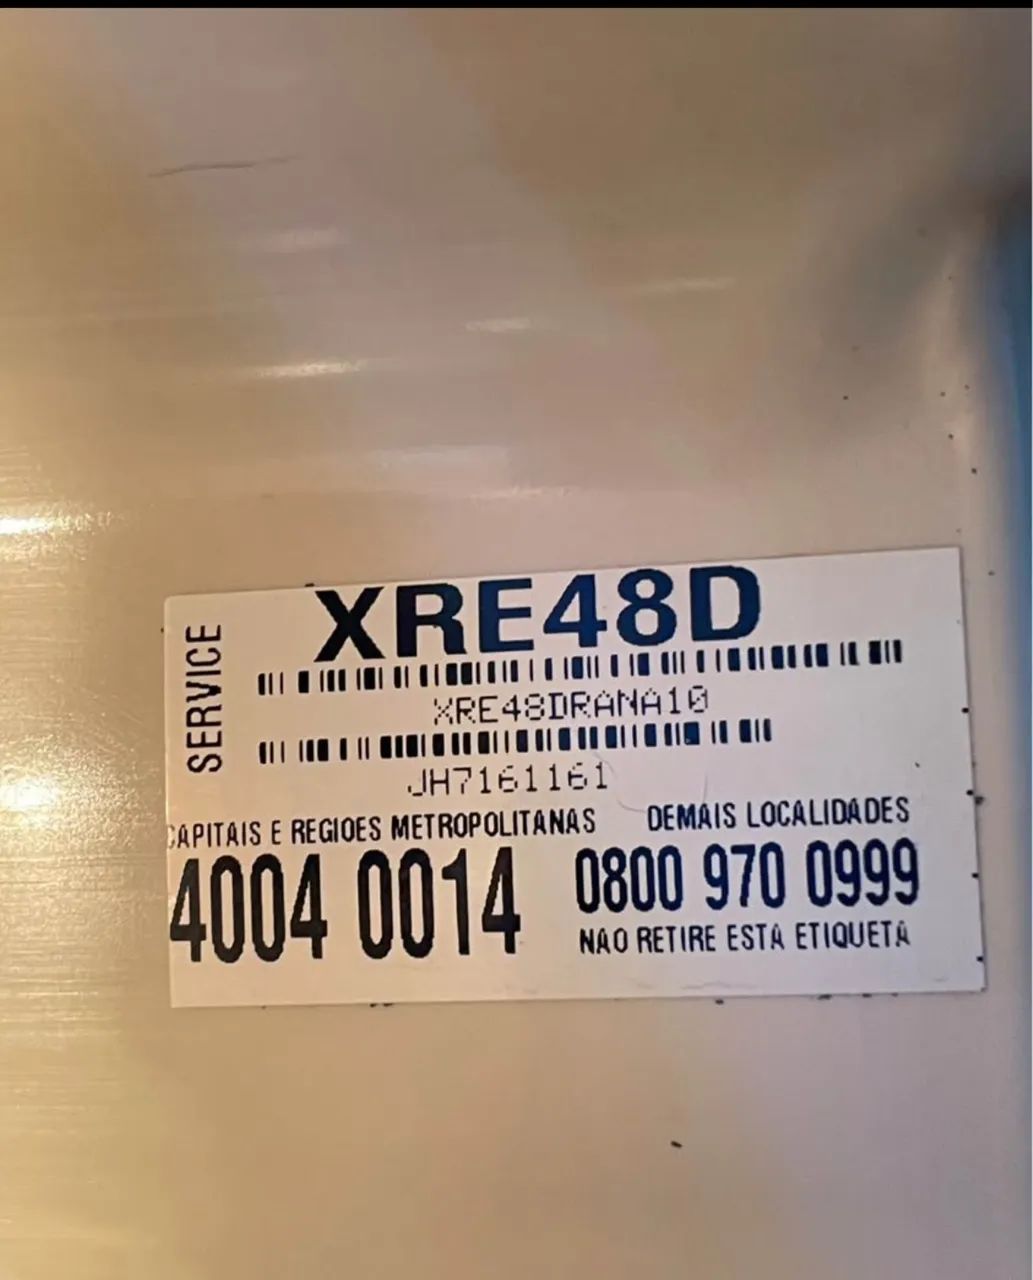 SERVICE
XRE48D
XRE48DRANA10
JH7161161
CAPITAIS E REGIOES METROPOLITANAS
4004 0014
DEMAIS LOCALIDADES
0800 970 0999
NAO RETIRE ESTA ETIQUETA